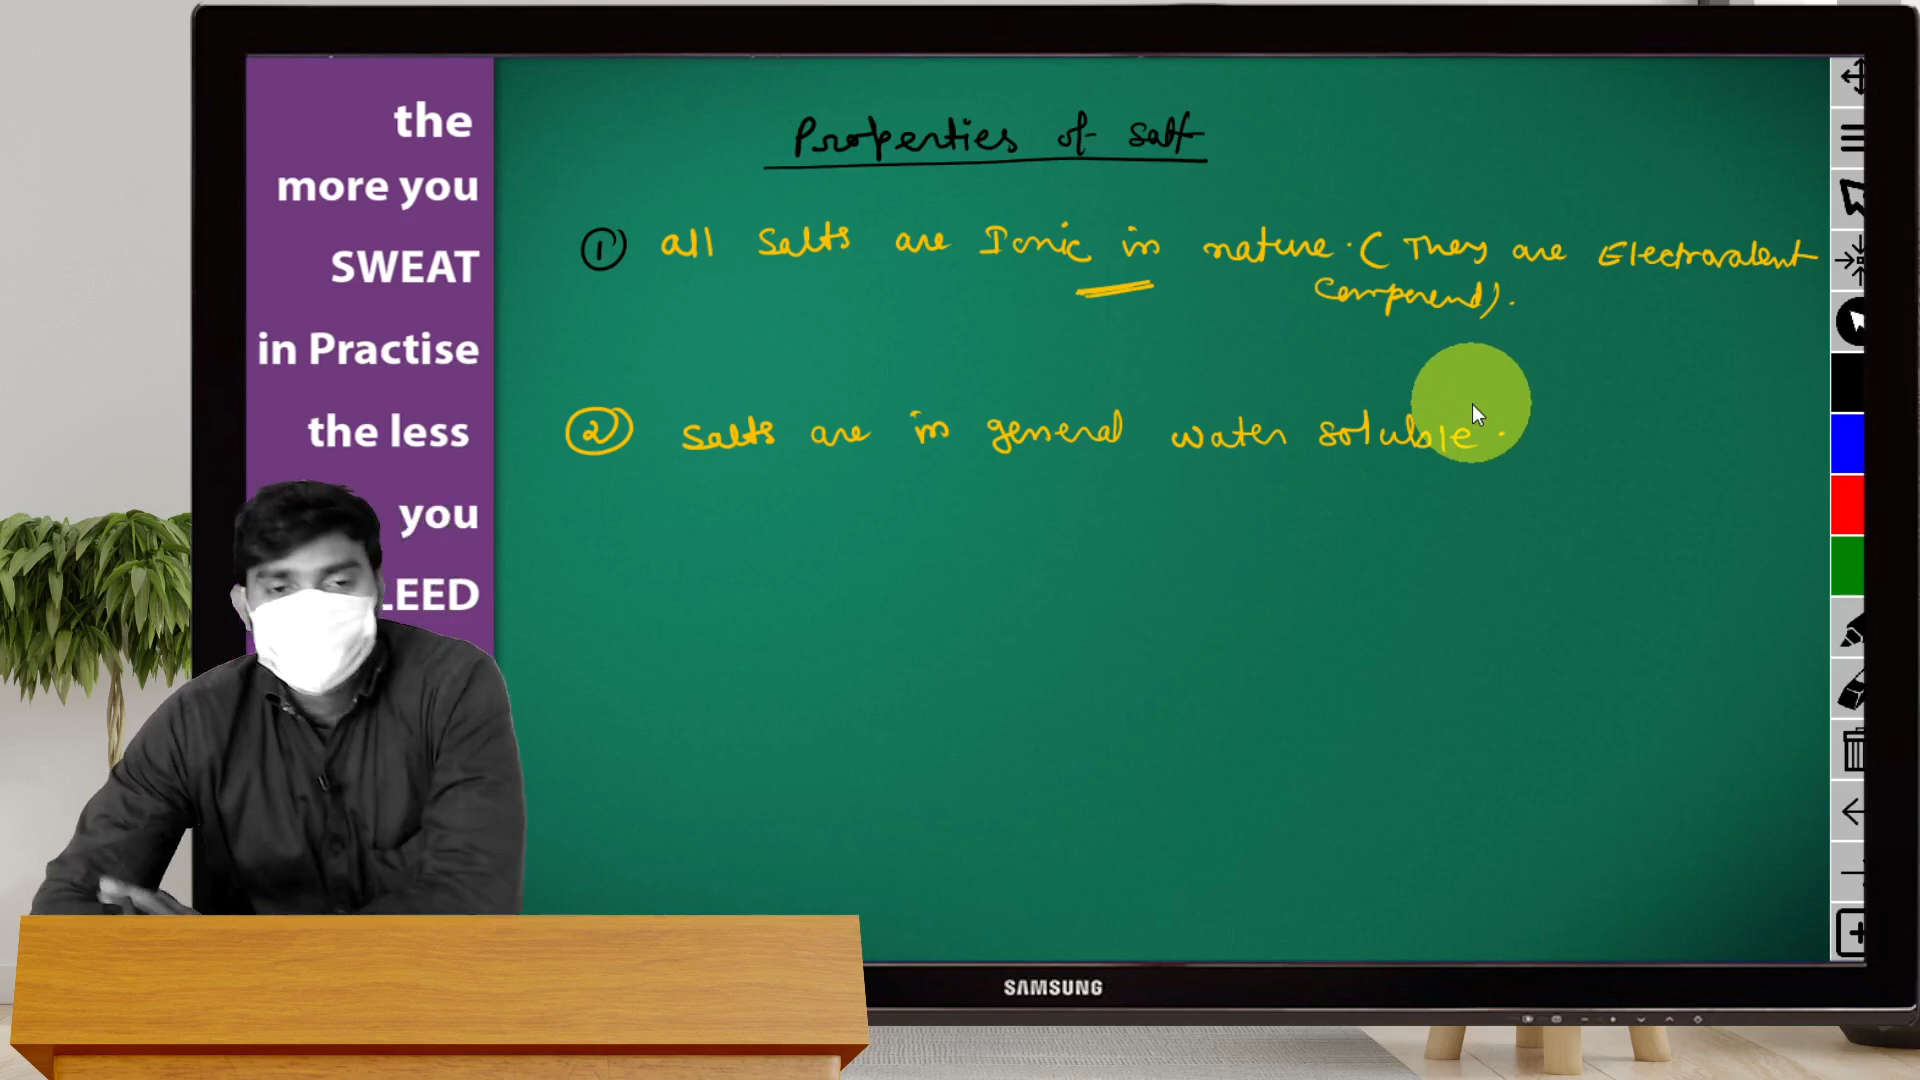 the
more you
SWEAT
in Practise
the less
you
LEED
Properties of salt
① all salts are Ionic in nature. (They are Electrovalent
Compound).
② salts are in general water soluble.
SAMSUNG